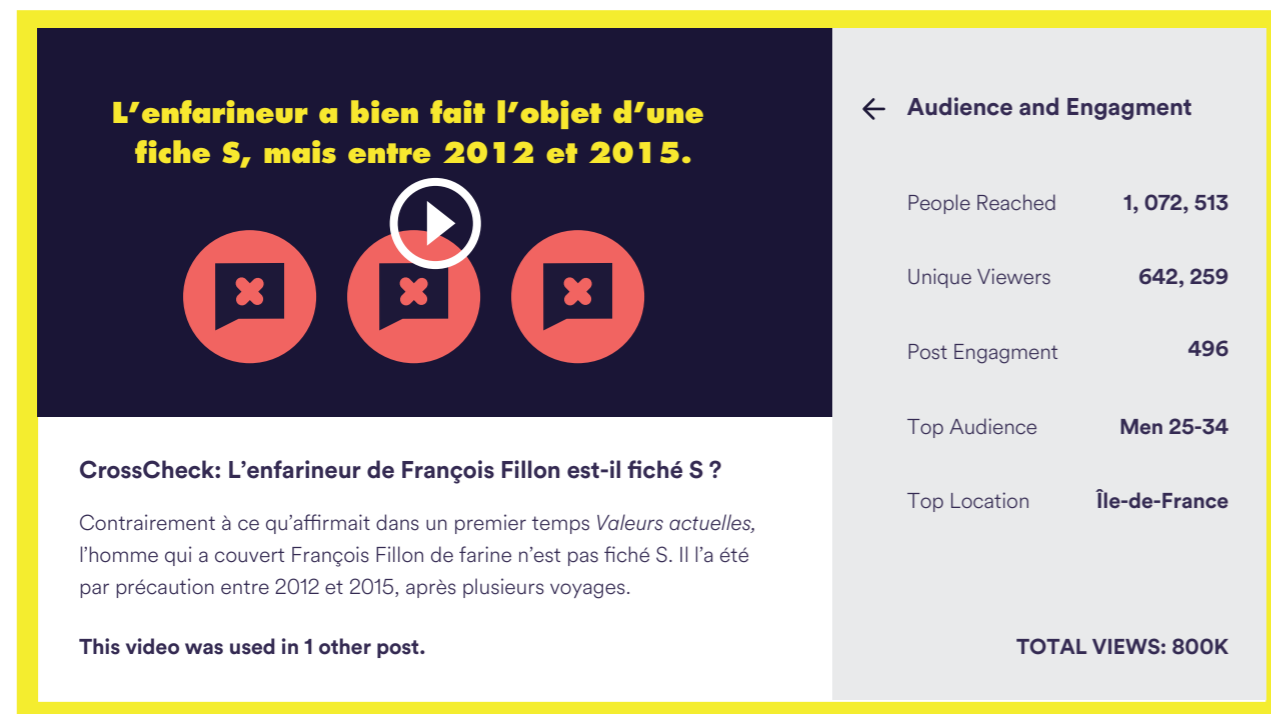 L’enfarineur a bien fait l’objet d’une
fiche S, mais entre 2012 et 2015.
CrossCheck: L’enfarineur de François Fillon est-il fiché S ?
Contrairement à ce qu’affirmait dans un premier temps Valeurs actuelles,
l’homme qui a couvert François Fillon de farine n’est pas fiché S. Il l’a été
par précaution entre 2012 et 2015, après plusieurs voyages.
This video was used in 1 other post.
Audience and Engagment
People Reached 1, 072, 513
Unique Viewers 642, 259
Post Engagment 496
Top Audience Men 25-34
Top Location Île-de-France
TOTAL VIEWS: 800K